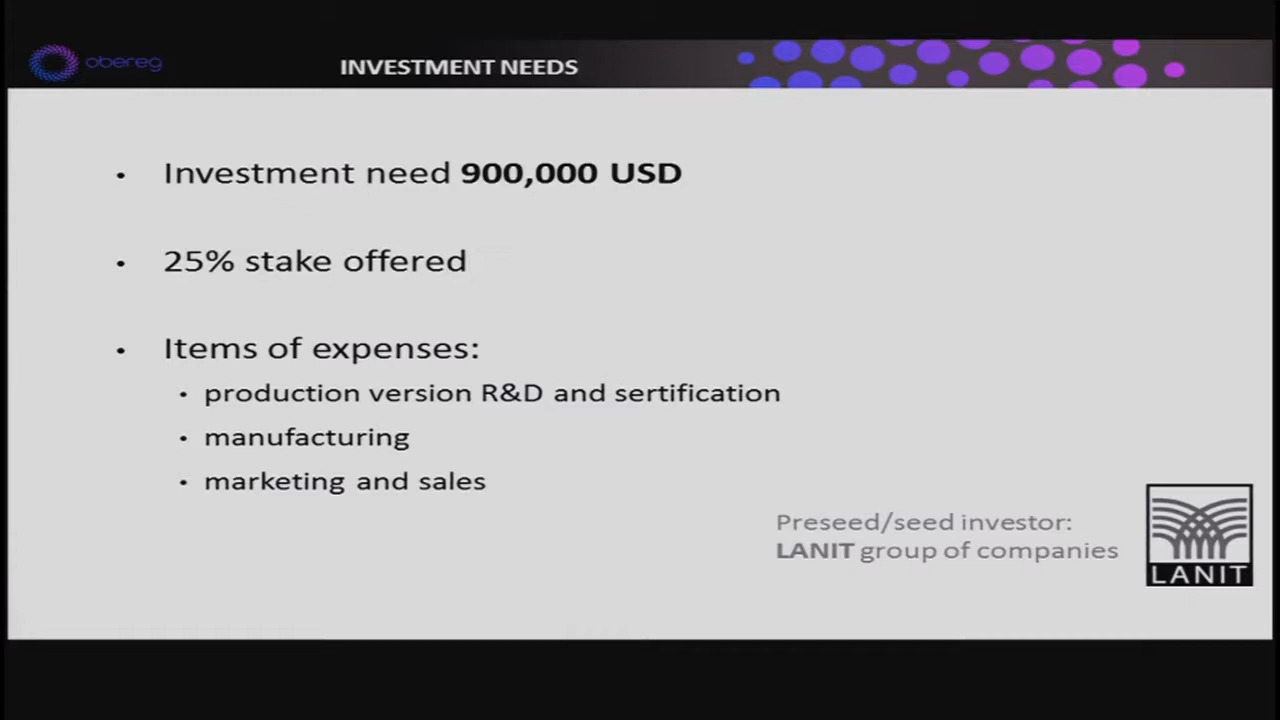 obereg
INVESTMENT NEEDS
• Investment need 900,000 USD
• 25% stake offered
• Items of expenses:
• production version R&D and sertification
• manufacturing
• marketing and sales
Preseed/seed investor:
LANIT group of companies
LANIT